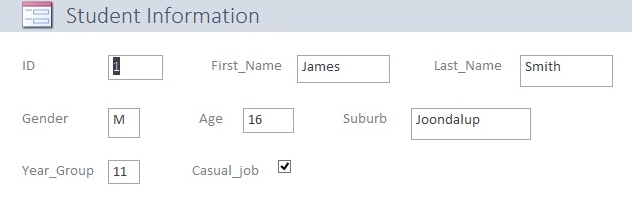 Student Information
ID 1 First_Name James Last_Name Smith
Gender M Age 16 Suburb Joondalup
Year_Group 11 Casual_job